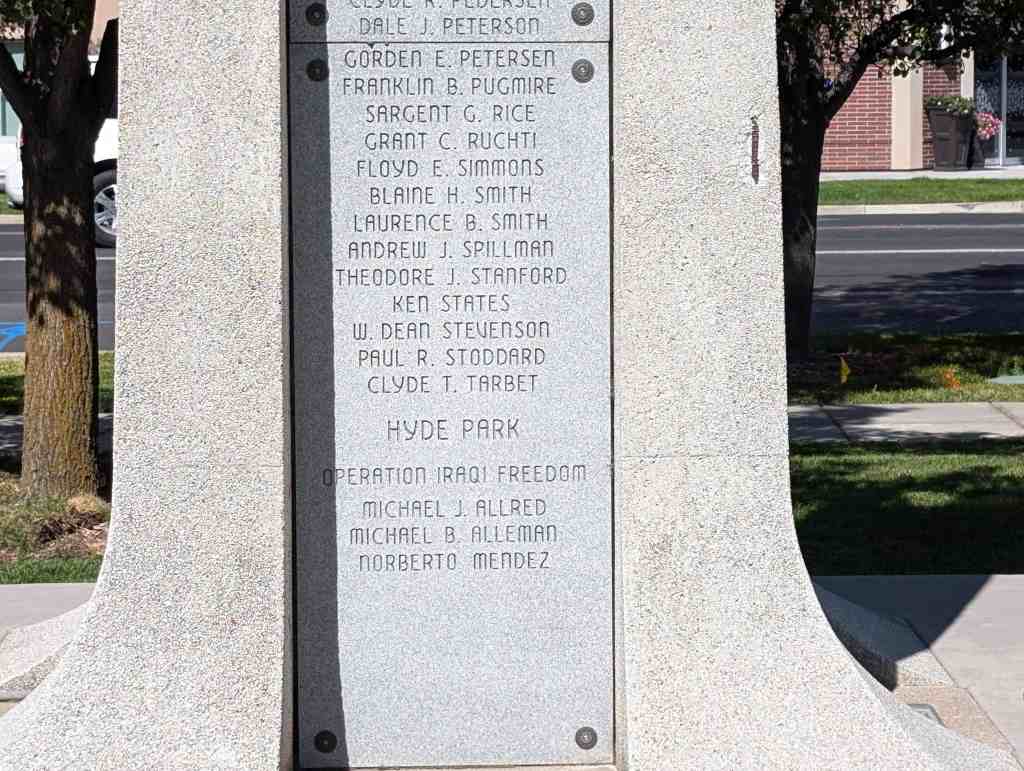 CLYDE R. PEDERSEN
DALE J. PETERSON
GORDEN E. PETERSEN
FRANKLIN B. PUGMIRE
SARGENT G. RICE
GRANT C. RUCHTI
FLOYD E. SIMMONS
BLAINE H. SMITH
LAURENCE B. SMITH
ANDREW J. SPILLMAN
THEODORE J. STANFORD
KEN STATES
W. DEAN STEVENSON
PAUL R. STODDARD
CLYDE T. TARBET
HYDE PARK
OPERATION IRAQI FREEDOM
MICHAEL J. ALLRED
MICHAEL B. ALLEMAN
NORBERTO MENDEZ